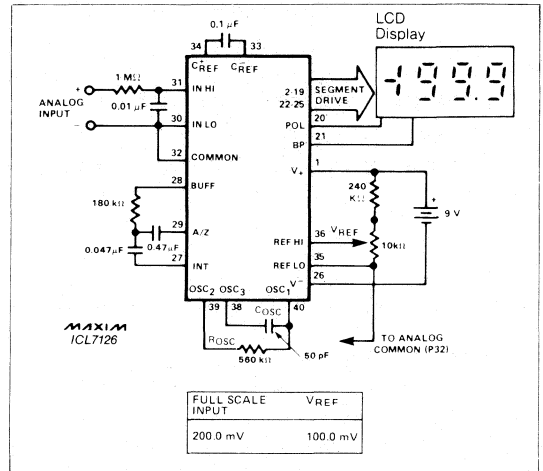 LCD
Display
-199.9
0.1 µF
34
33
C+REF
C-REF
1 MΩ
31
IN HI
+
ANALOG
INPUT
0.01 µF
–
30
IN LO
32
COMMON
28
BUFF
180 kΩ
29
A/Z
0.47µF
0.047µF
27
INT
2-19
22-25
SEGMENT
DRIVE
20
POL
21
BP
1
V+
240
KΩ
+
9 V
36
REF HI
VREF
10kΩ
35
REF LO
26
V-
OSC2
OSC3
OSC1
39
38
40
COSC
ROSC
50 pF
560 kΩ
MAXIM
ICL7126
TO ANALOG
COMMON (P32)
FULL SCALE
INPUT
VREF
200.0 mV
100.0 mV